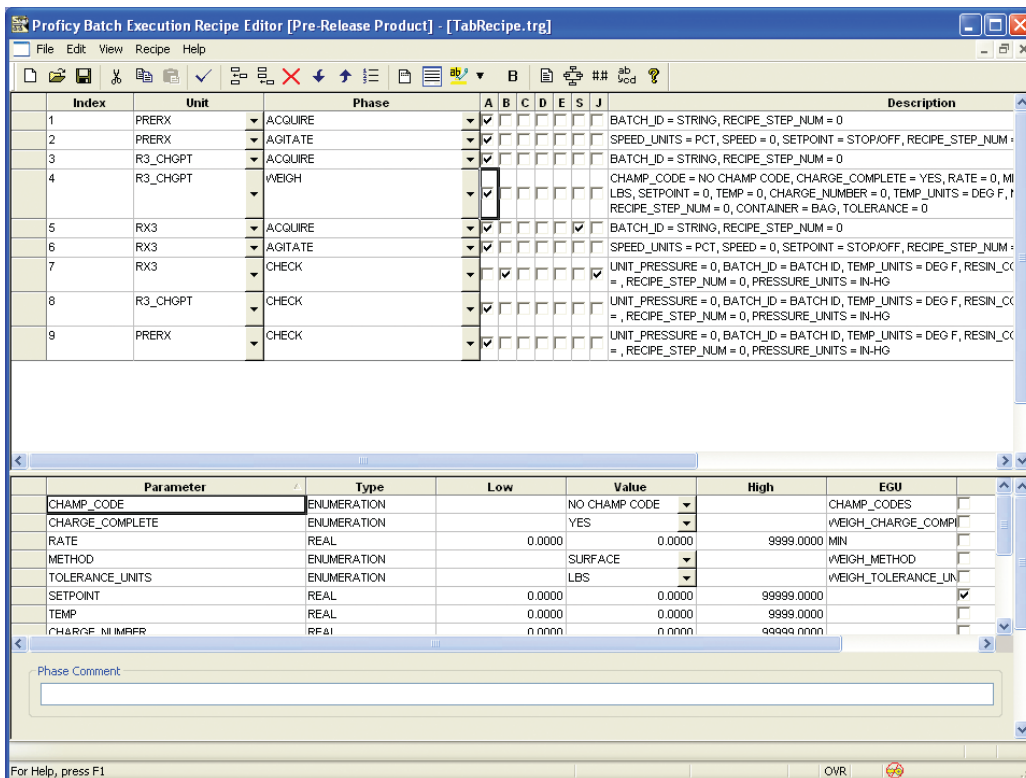 Proficy Batch Execution Recipe Editor [Pre-Release Product] - [TabRecipe.trg]
File Edit View Recipe Help
B ## ab
Index Unit Phase A B C D E S J Description
1 PRERX ACQUIRE BATCH_ID = STRING, RECIPE_STEP_NUM = 0
2 PRERX AGITATE SPEED_UNITS = PCT, SPEED = 0, SETPOINT = STOP/OFF, RECIPE_STEP_NUM =
3 R3_CHGPT ACQUIRE BATCH_ID = STRING, RECIPE_STEP_NUM = 0
4 R3_CHGPT WEIGH CHAMP_CODE = NO CHAMP CODE, CHARGE_COMPLETE = YES, RATE = 0,
LBS, SETPOINT = 0, TEMP = 0, CHARGE_NUMBER = 0, TEMP_UNITS = DEG F,
RECIPE_STEP_NUM = 0, CONTAINER = BAG, TOLERANCE = 0
5 RX3 ACQUIRE BATCH_ID = STRING, RECIPE_STEP_NUM = 0
6 RX3 AGITATE SPEED_UNITS = PCT, SPEED = 0, SETPOINT = STOP/OFF, RECIPE_STEP_NUM =
7 RX3 CHECK UNIT_PRESSURE = 0, BATCH_ID = BATCH ID, TEMP_UNITS = DEG F,
= , RECIPE_STEP_NUM = 0, PRESSURE_UNITS = IN-HG
8 R3_CHGPT CHECK UNIT_PRESSURE = 0, BATCH_ID = BATCH ID, TEMP_UNITS = DEG F,
= , RECIPE_STEP_NUM = 0, PRESSURE_UNITS = IN-HG
9 PRERX CHECK UNIT_PRESSURE = 0, BATCH_ID = BATCH ID, TEMP_UNITS = DEG F,
= , RECIPE_STEP_NUM = 0, PRESSURE_UNITS = IN-HG
Parameter Type Low Value High EGU
CHAMP_CODE ENUMERATION NO CHAMP CODE CHAMP_CODES
CHARGE_COMPLETE ENUMERATION YES WEIGH_CHARGE_COMPL
RATE REAL 0.0000 0.0000 9999.0000 MIN
METHOD ENUMERATION SURFACE WEIGH_METHOD
TOLERANCE_UNITS ENUMERATION LBS WEIGH_TOLERANCE_UN
SETPOINT REAL 0.0000 0.0000 99999.0000
TEMP REAL 0.0000 0.0000 99999.0000
CHARGE_NUMBER REAL 0.0000 0.0000 9999.0000
Phase Comment
For Help, press F1 OVR